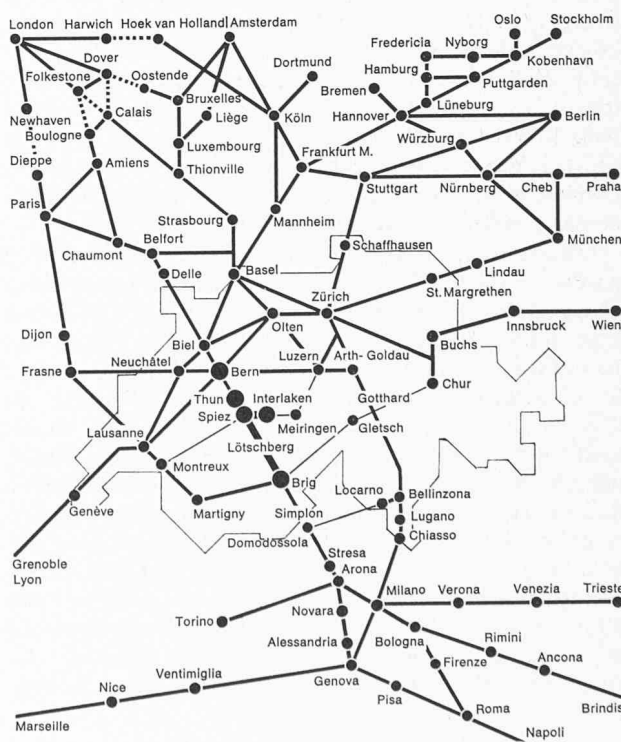 London Harwich Hoek van Holland Amsterdam
Oslo Stockholm
Fredericia Nyborg
Kobenhavn
Dover
Dortmund
Hamburg
Folkestone
Oostende
Bremen
Puttgarden
Bruxelles
Lüneburg
Newhaven
Calais
Liège
Köln
Hannover
Berlin
Boulogne
Luxembourg
Würzburg
Dieppe
Amiens
Frankfurt M.
Thionville
Stuttgart
Nürnberg
Cheb
Praha
Paris
Strasbourg
Mannheim
Schaffhausen
München
Chaumont
Belfort
Lindau
Delle
Basel
St. Margrethen
Zürich
Innsbruck
Wien
Dijon
Biel
Olten
Buchs
Frasne
Neuchâtel
Bern
Luzern
Arth-Goldau
Chur
Thun
Interlaken
Gotthard
Spiez
Meiringen
Gletsch
Lausanne
Lötschberg
Montreux
Brig
Locarno
Bellinzona
Genève
Martigny
Simplon
Lugano
Domodossola
Chiasso
Grenoble
Lyon
Stresa
Arona
Milano
Verona
Venezia
Trieste
Torino
Novara
Bologna
Rimini
Alessandria
Firenze
Ancona
Ventimiglia
Genova
Nice
Pisa
Roma
Brindis
Marseille
Napoli